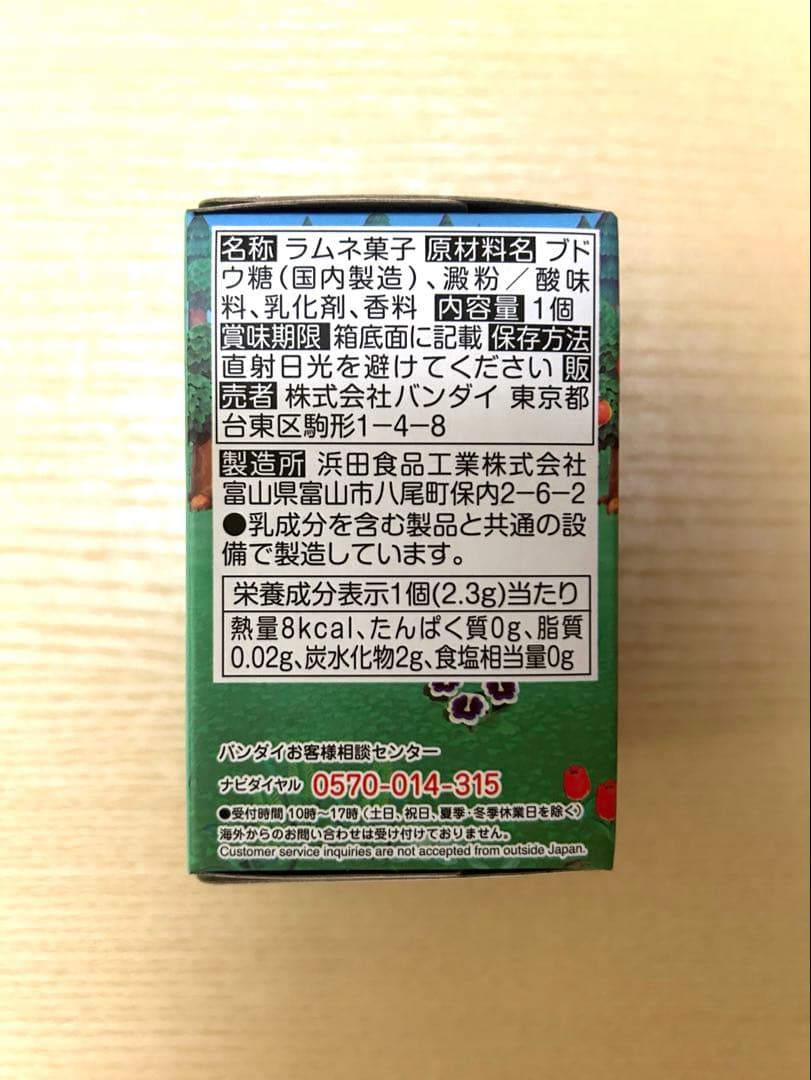 名称 ラムネ菓子 原材料名 ブド
ウ糖(国内製造)、澱粉/酸味
料、乳化剤、香料 内容量 1個
賞味期限 箱底面に記載 保存方法
直射日光を避けてください 販
売者 株式会社バンダイ 東京都
台東区駒形1-4-8
製造所 浜田食品工業株式会社
富山県富山市八尾町保内2-6-2
●乳成分を含む製品と共通の設
備で製造しています。
栄養成分表示1個(2.3g)当たり
熱量8kcal、たんぱく質0g、脂質
0.02g、炭水化物2g、食塩相当量0g
バンダイお客様相談センター
ナビダイヤル 0570-014-315
●受付時間 10時〜17時(土日、祝日、夏季・冬季休業日を除く)
海外からのお問い合わせは受け付けておりません。
Customer service inquiries are not accepted from outside Japan.